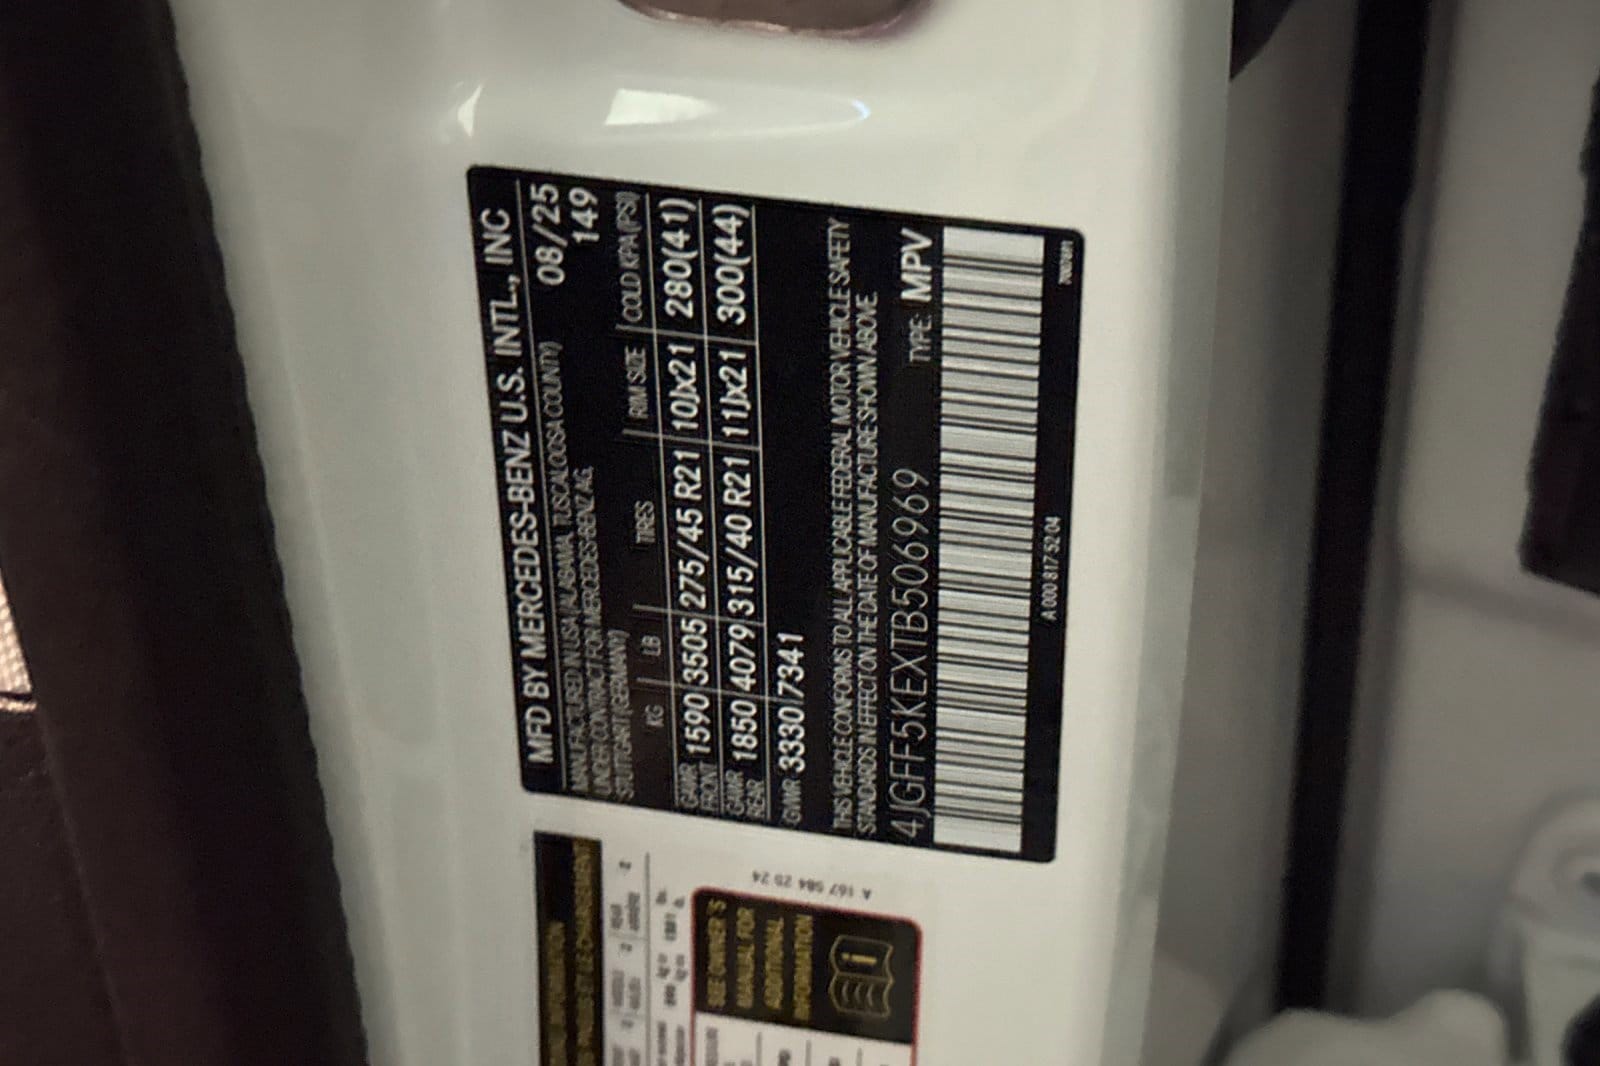 MFD BY MERCEDES-BENZ U.S. INTL., INC
MANUFACTURED IN USA (ALABAMA, TUSCALOOSA COUNTY) 08/25
UNDER CONTRACT FOR MERCEDES-BENZ AG, 149
STUTTGART (GERMANY)
KG LB TIRES RIM SIZE COLD KPA (PSI)
GAWR FRONT 1590 3505 275/45 R21 10Jx21 280(41)
GAWR REAR 1850 4079 315/40 R21 11Jx21 300(44)
GVWR 3330 7341
THIS VEHICLE CONFORMS TO ALL APPLICABLE FEDERAL MOTOR VEHICLE SAFETY
STANDARDS IN EFFECT ON THE DATE OF MANUFACTURE SHOWN ABOVE.
4JGFF5KEXTB506969 TYPE: MPV
A 000 817 52 04
A 167 584 25 24
SEE OWNER'S
MANUAL FOR
ADDITIONAL
INFORMATION